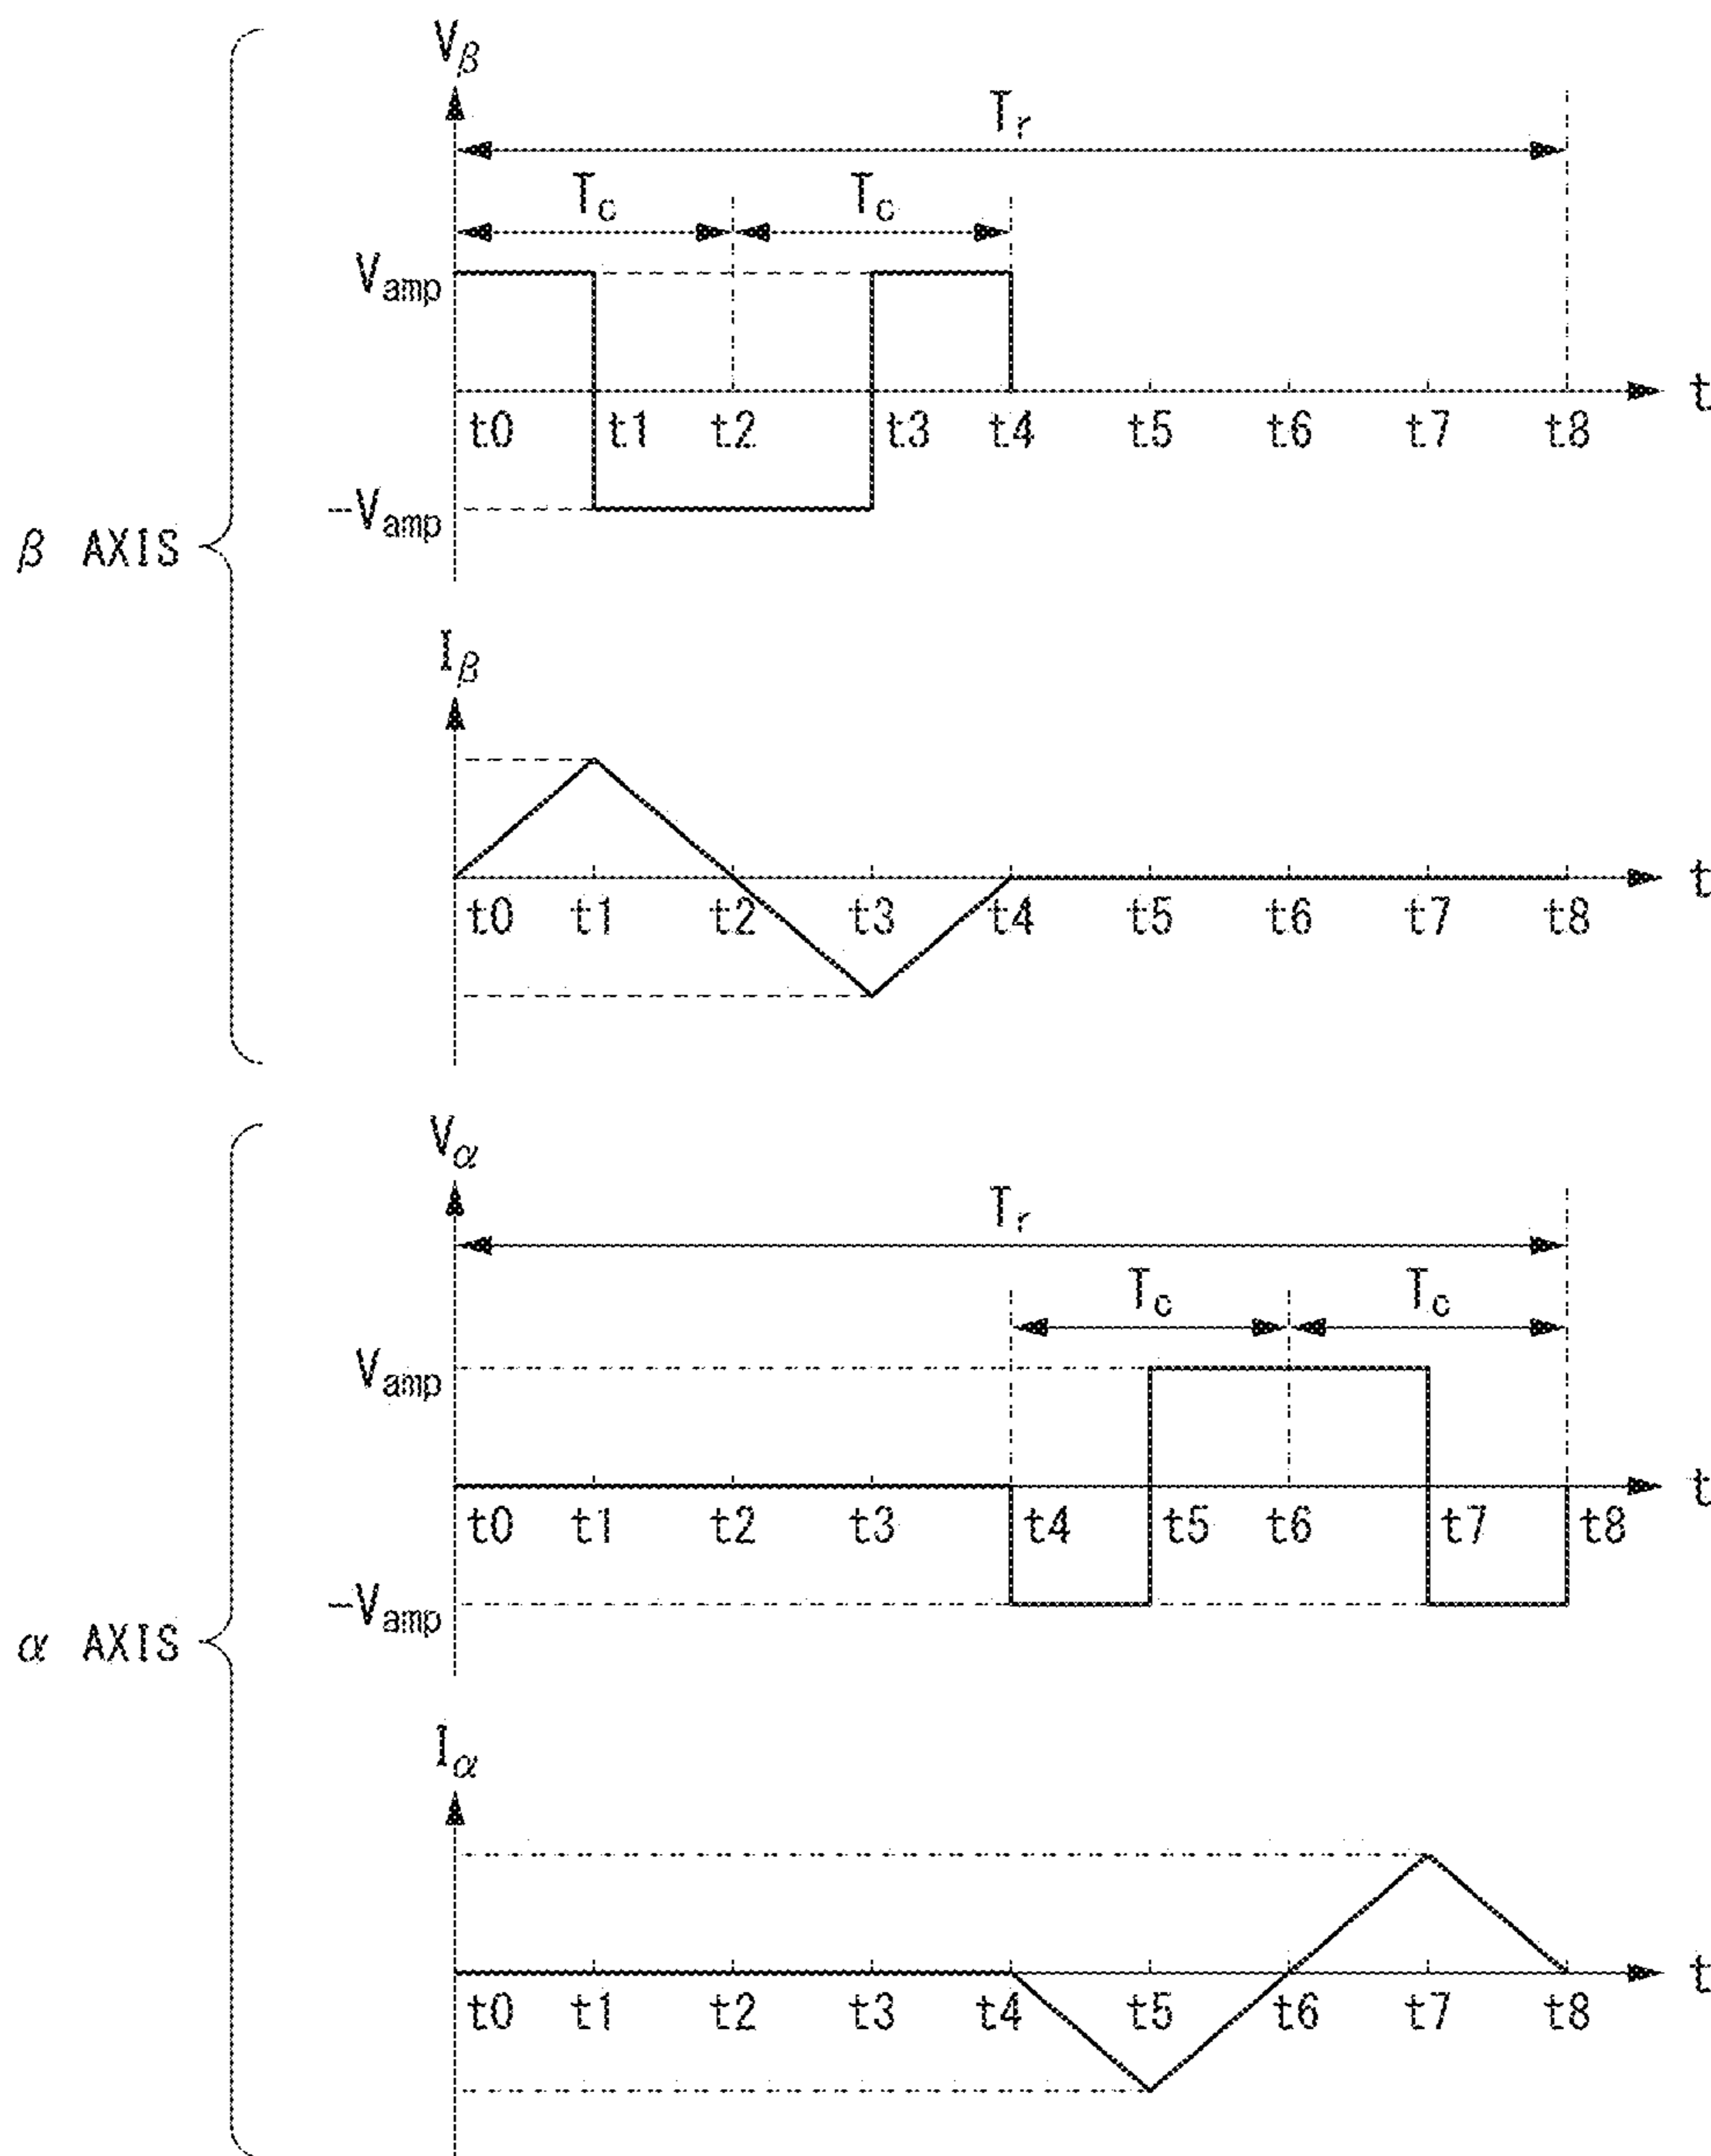 Vβ
Tr
Tc Tc
Vamp
t
t0 t1 t2 t3 t4 t5 t6 t7 t8
-Vamp
β AXIS
Iβ
t
t0 t1 t2 t3 t4 t5 t6 t7 t8
Vα
Tr
Tc Tc
Vamp
t
t0 t1 t2 t3 t4 t5 t6 t7 t8
-Vamp
α AXIS
Iα
t
t0 t1 t2 t3 t4 t5 t6 t7 t8